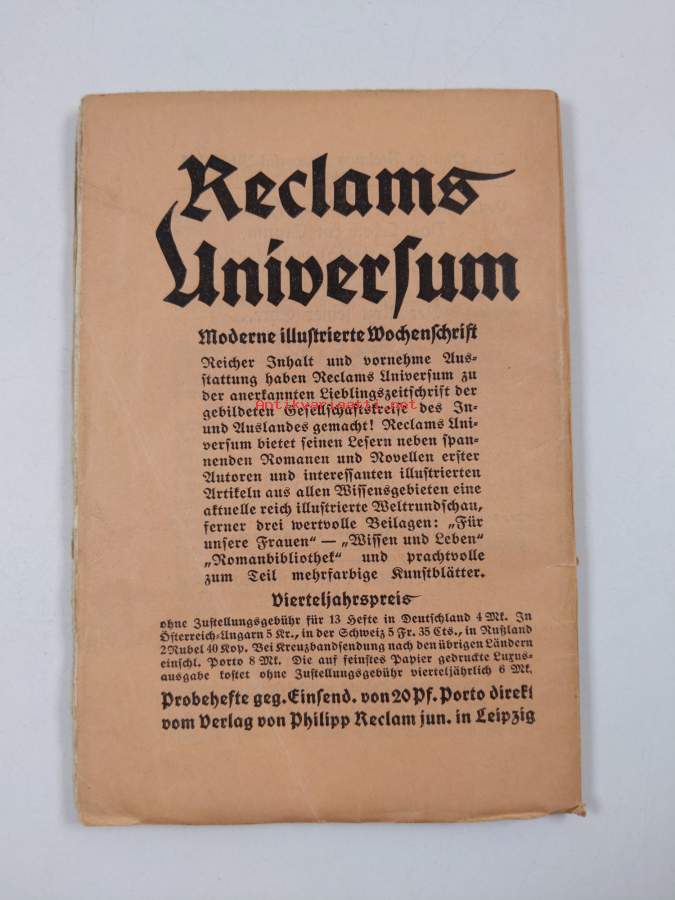 Reclams
Universum
Moderne illustrierte Wochenschrift
Reicher Inhalt und vornehme Aus-
stattung haben Reclams Universum zu
der anerkannten Lieblingszeitschrift der
gebildeten Gesellschaftskreise des In-
und Auslandes gemacht! Reclams Uni-
versum bietet seinen Lesern neben span-
nenden Romanen und Novellen erster
Autoren und interessanten illustrierten
Artikeln aus allen Wissensgebieten eine
aktuelle reich illustrierte Weltrundschau,
ferner drei wertvolle Beilagen: „Für
unsere Frauen“ — „Wissen und Leben“
„Romanbibliothek“ und prachtvolle
zum Teil mehrfarbige Kunstblätter.
Vierteljahrspreis
ohne Zustellungsgebühr für 13 Hefte in Deutschland 4 Mk. In
Österreich-Ungarn 5 Kr., in der Schweiz 5 Fr. 35 Cts., in Rußland
2 Rubel 40 Kop. Bei Kreuzbandsendung nach den übrigen Ländern
einschl. Porto 8 Mk. Die auf feinstes Papier gedruckte Luxus-
ausgabe kostet ohne Zustellungsgebühr vierteljährlich 6 Mk.
Probehefte geg. Einsend. von 20 Pf. Porto direkt
vom Verlag von Philipp Reclam jun. in Leipzig
Antikvariaatti.net